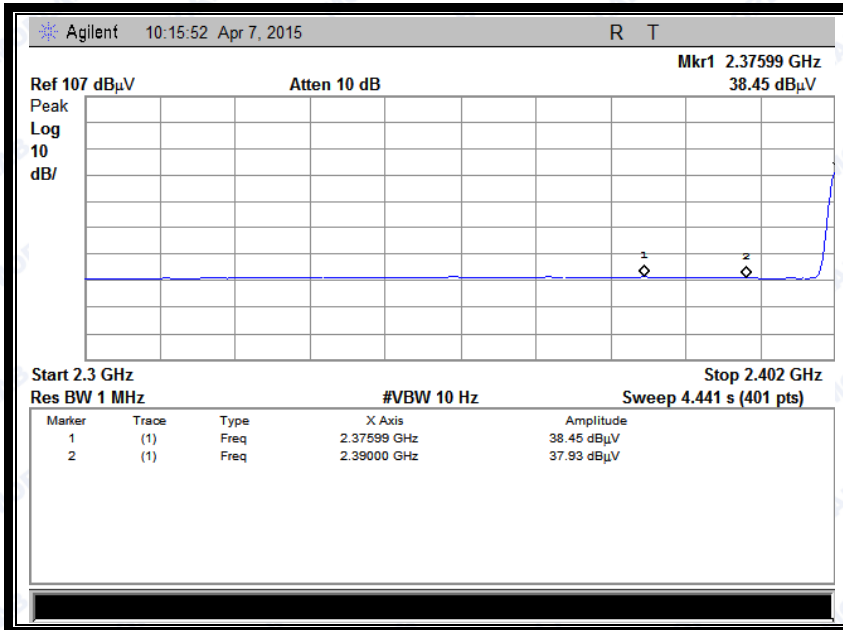 Agilent 10:15:52 Apr 7, 2015 R T
Mkr1 2.37599 GHz
Ref 107 dBµV Atten 10 dB 38.45 dBµV
Peak
Log
10
dB/
1 2
Start 2.3 GHz Stop 2.402 GHz
Res BW 1 MHz #VBW 10 Hz Sweep 4.441 s (401 pts)
Marker Trace Type X Axis Amplitude
1 (1) Freq 2.37599 GHz 38.45 dBµV
2 (1) Freq 2.39000 GHz 37.93 dBµV